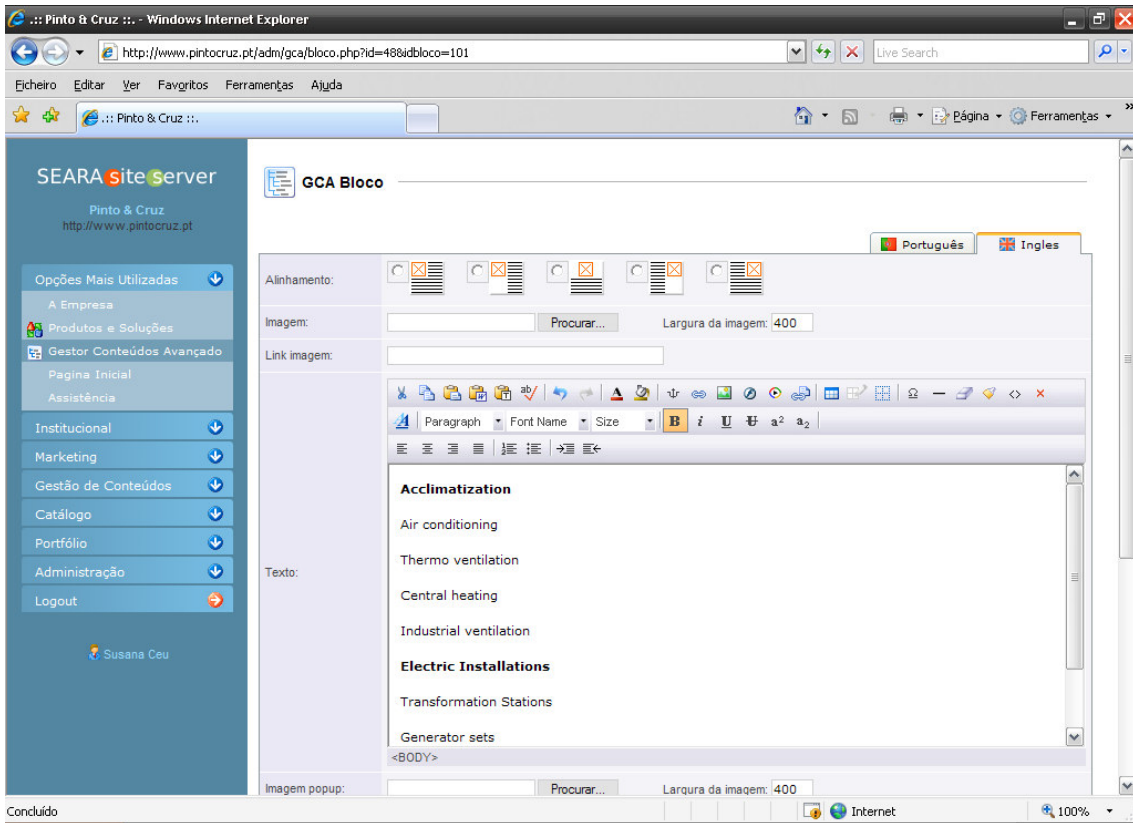 .:: Pinto & Cruz ::. - Windows Internet Explorer
http://www.pintocruz.pt/adm/gca/bloco.php?id=48&idbloco=101
Live Search
Ficheiro Editar Ver Favoritos Ferramentas Ajuda
.:: Pinto & Cruz ::.
Página Ferramentas
SEARA site server
Pinto & Cruz
http://www.pintocruz.pt
Opções Mais Utilizadas
A Empresa
Produtos e Soluções
Gestor Conteúdos Avançado
Pagina Inicial
Assistência
Institucional
Marketing
Gestão de Conteúdos
Catálogo
Portfólio
Administração
Logout
Susana Ceu
GCA Bloco
Português Ingles
Alinhamento:
Imagem: Procurar... Largura da imagem: 400
Link imagem:
Texto:
Paragraph Font Name Size B i U a² a₂
Acclimatization
Air conditioning
Thermo ventilation
Central heating
Industrial ventilation
Electric Installations
Transformation Stations
Generator sets
<BODY>
Imagem popup: Procurar... Largura da imagem: 400
Concluído Internet 100%